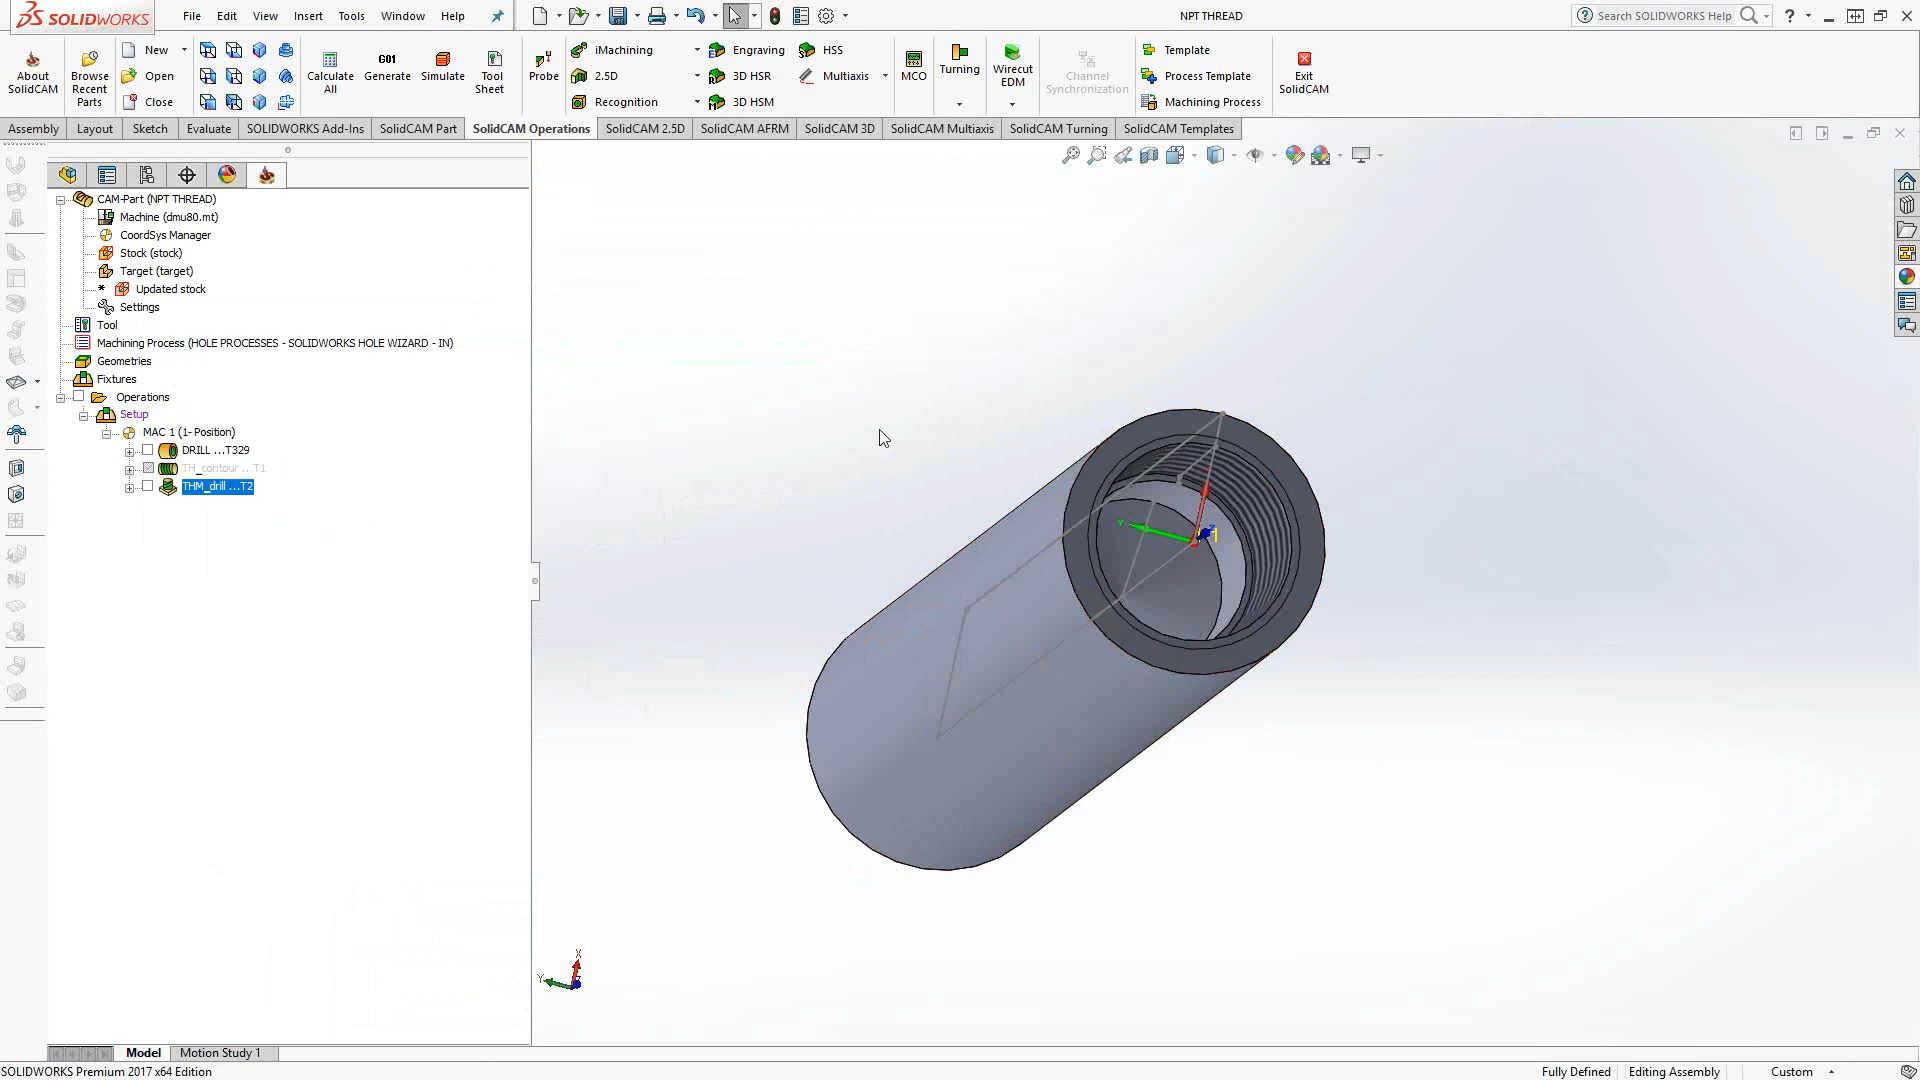 SOLIDWORKS
File Edit View Insert Tools Window Help
NPT THREAD
Search SOLIDWORKS Help
About SolidCAM
Browse Recent Parts
New
Open
Close
Calculate All
G01
Generate
Simulate
Tool Sheet
Probe
iMachining
2.5D
Recognition
Engraving
3D HSR
3D HSM
HSS
Multiaxis
MCO
Turning
Wirecut EDM
Channel Synchronization
Template
Process Template
Machining Process
Exit SolidCAM
Assembly Layout Sketch Evaluate SOLIDWORKS Add-Ins SolidCAM Part SolidCAM Operations SolidCAM 2.5D SolidCAM AFRM SolidCAM 3D SolidCAM Multiaxis SolidCAM Turning SolidCAM Templates
CAM-Part (NPT THREAD)
Machine (dmu80.mt)
CoordSys Manager
Stock (stock)
Target (target)
* Updated stock
Settings
Tool
Machining Process (HOLE PROCESSES - SOLIDWORKS HOLE WIZARD - IN)
Geometries
Fixtures
Operations
Setup
MAC 1 (1- Position)
DRILL ...T329
TH_contour ...T1
THM_drill ...T2
Y
Z
1
X
Y
Z
Model Motion Study 1
SOLIDWORKS Premium 2017 x64 Edition
Fully Defined Editing Assembly Custom